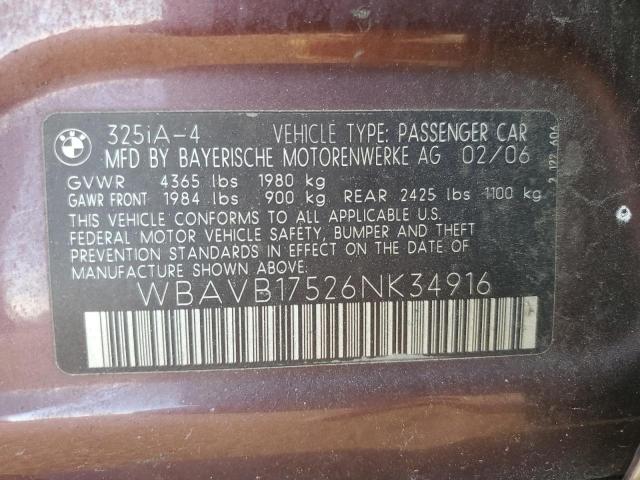 BMW
325iA-4 VEHICLE TYPE: PASSENGER CAR
MFD BY BAYERISCHE MOTORENWERKE AG 02/06
GVWR 4365 lbs 1980 kg
GAWR FRONT 1984 lbs 900 kg REAR 2425 lbs 1100 kg
THIS VEHICLE CONFORMS TO ALL APPLICABLE U.S.
FEDERAL MOTOR VEHICLE SAFETY, BUMPER AND THEFT
PREVENTION STANDARDS IN EFFECT ON THE DATE OF
MANUFACTURE SHOWN ABOVE.
WBAVB17526NK34916